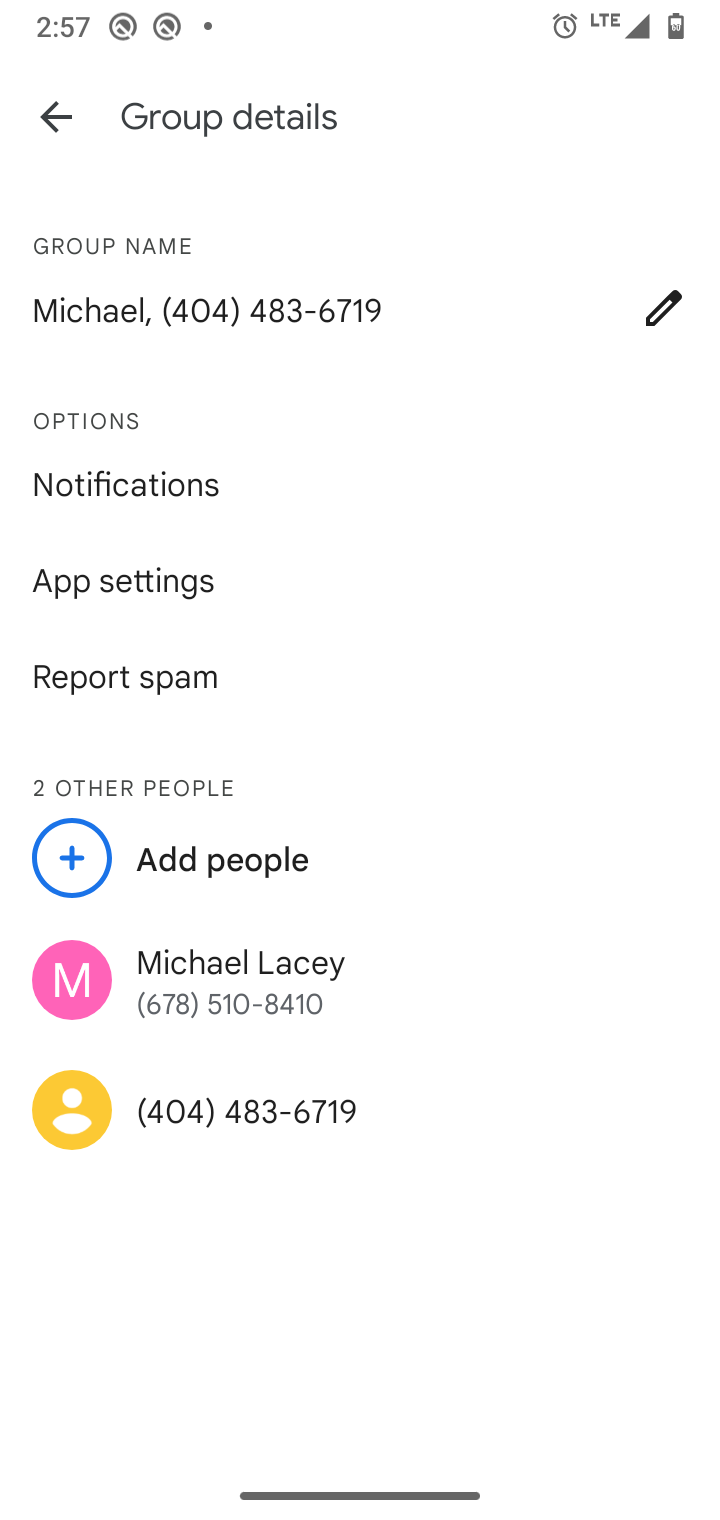 2:57 LTE
Group details
GROUP NAME
Michael, (404) 483-6719
OPTIONS
Notifications
App settings
Report spam
2 OTHER PEOPLE
Add people
M
Michael Lacey
(678) 510-8410
(404) 483-6719